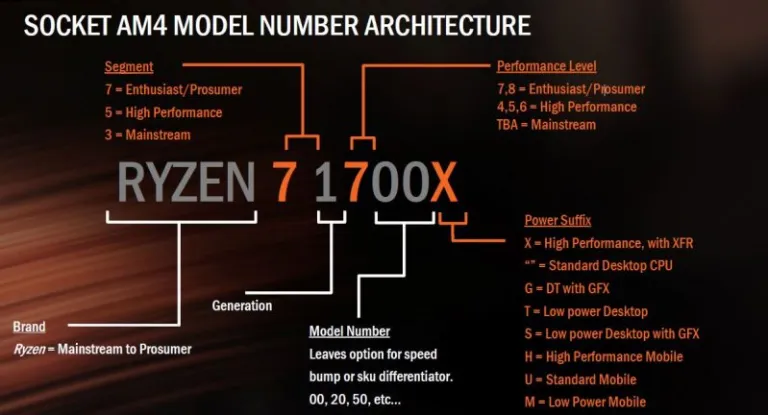 SOCKET AM4 MODEL NUMBER ARCHITECTURE
Segment
7 = Enthusiast/Prosumer
5 = High Performance
3 = Mainstream
Performance Level
7,8 = Enthusiast/Prosumer
4,5,6 = High Performance
TBA = Mainstream
RYZEN 7 1700X
Brand
Ryzen = Mainstream to Prosumer
Generation
Model Number
Leaves option for speed
bump or sku differentiator.
00, 20, 50, etc...
Power Suffix
X = High Performance, with XFR
“” = Standard Desktop CPU
G = DT with GFX
T = Low power Desktop
S = Low power Desktop with GFX
H = High Performance Mobile
U = Standard Mobile
M = Low Power Mobile